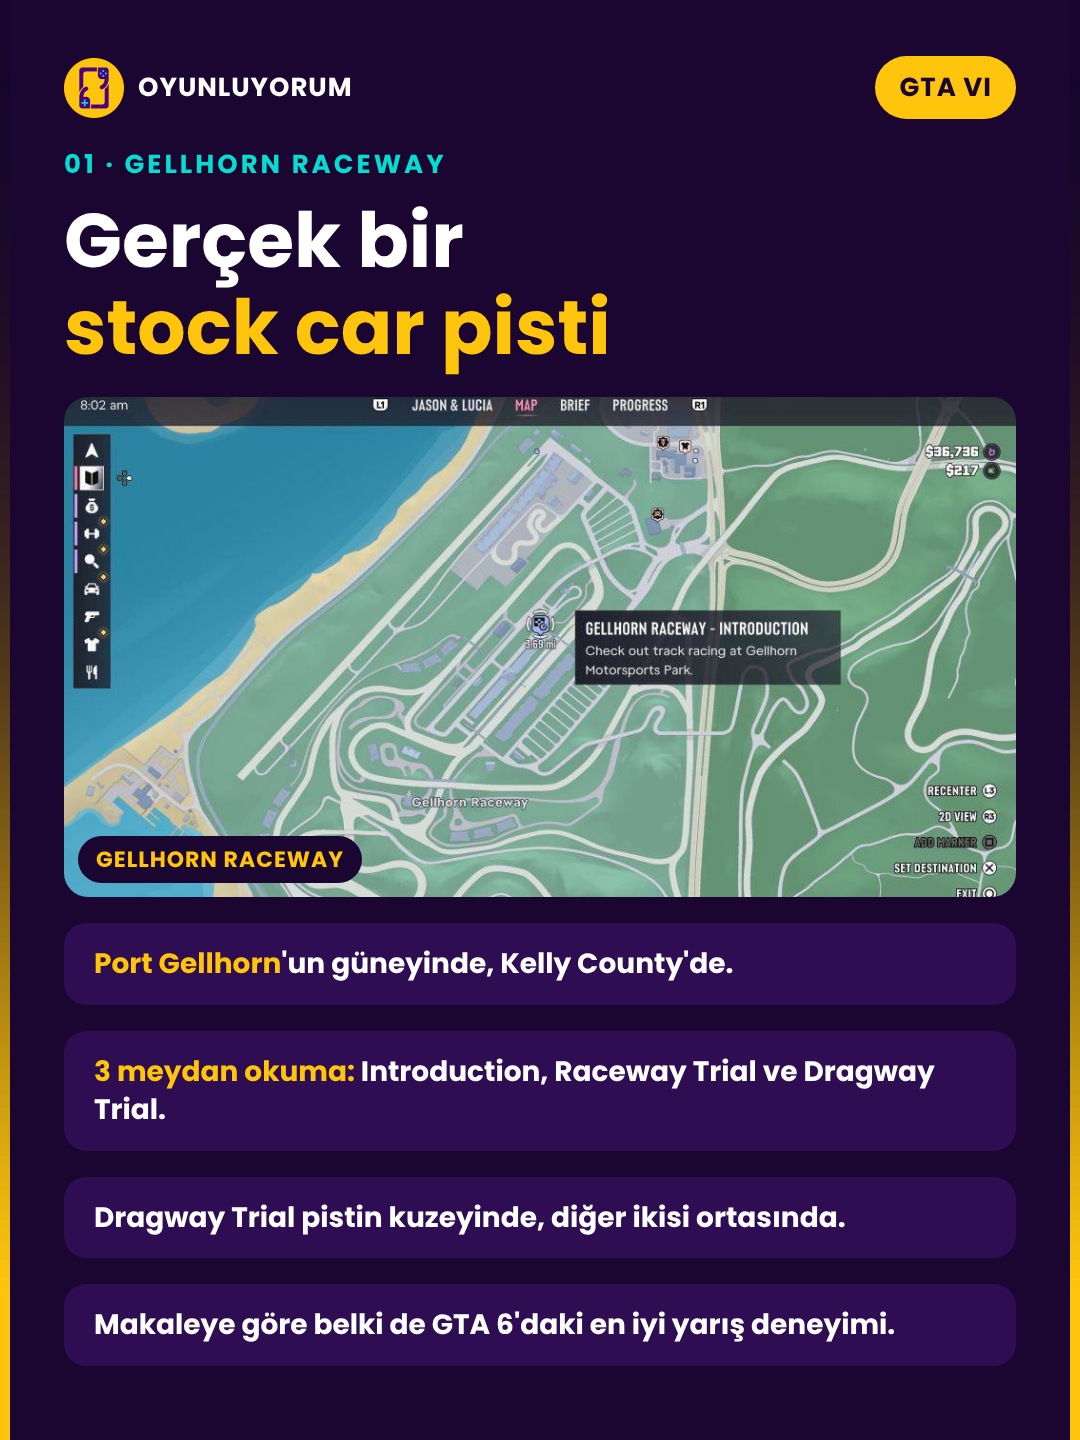 OYUNLUYORUM
GTA VI
01 · GELLHORN RACEWAY
Gerçek bir
stock car pisti
8:02 am
L1 JASON & LUCIA MAP BRIEF PROGRESS R1
$36,736
$217
3.69 mi
GELLHORN RACEWAY - INTRODUCTION
Check out track racing at Gellhorn
Motorsports Park.
Gellhorn Raceway
RECENTER L3
2D VIEW R3
ADD MARKER
SET DESTINATION
EXIT
GELLHORN RACEWAY
Port Gellhorn'un güneyinde, Kelly County'de.
3 meydan okuma: Introduction, Raceway Trial ve Dragway
Trial.
Dragway Trial pistin kuzeyinde, diğer ikisi ortasında.
Makaleye göre belki de GTA 6'daki en iyi yarış deneyimi.